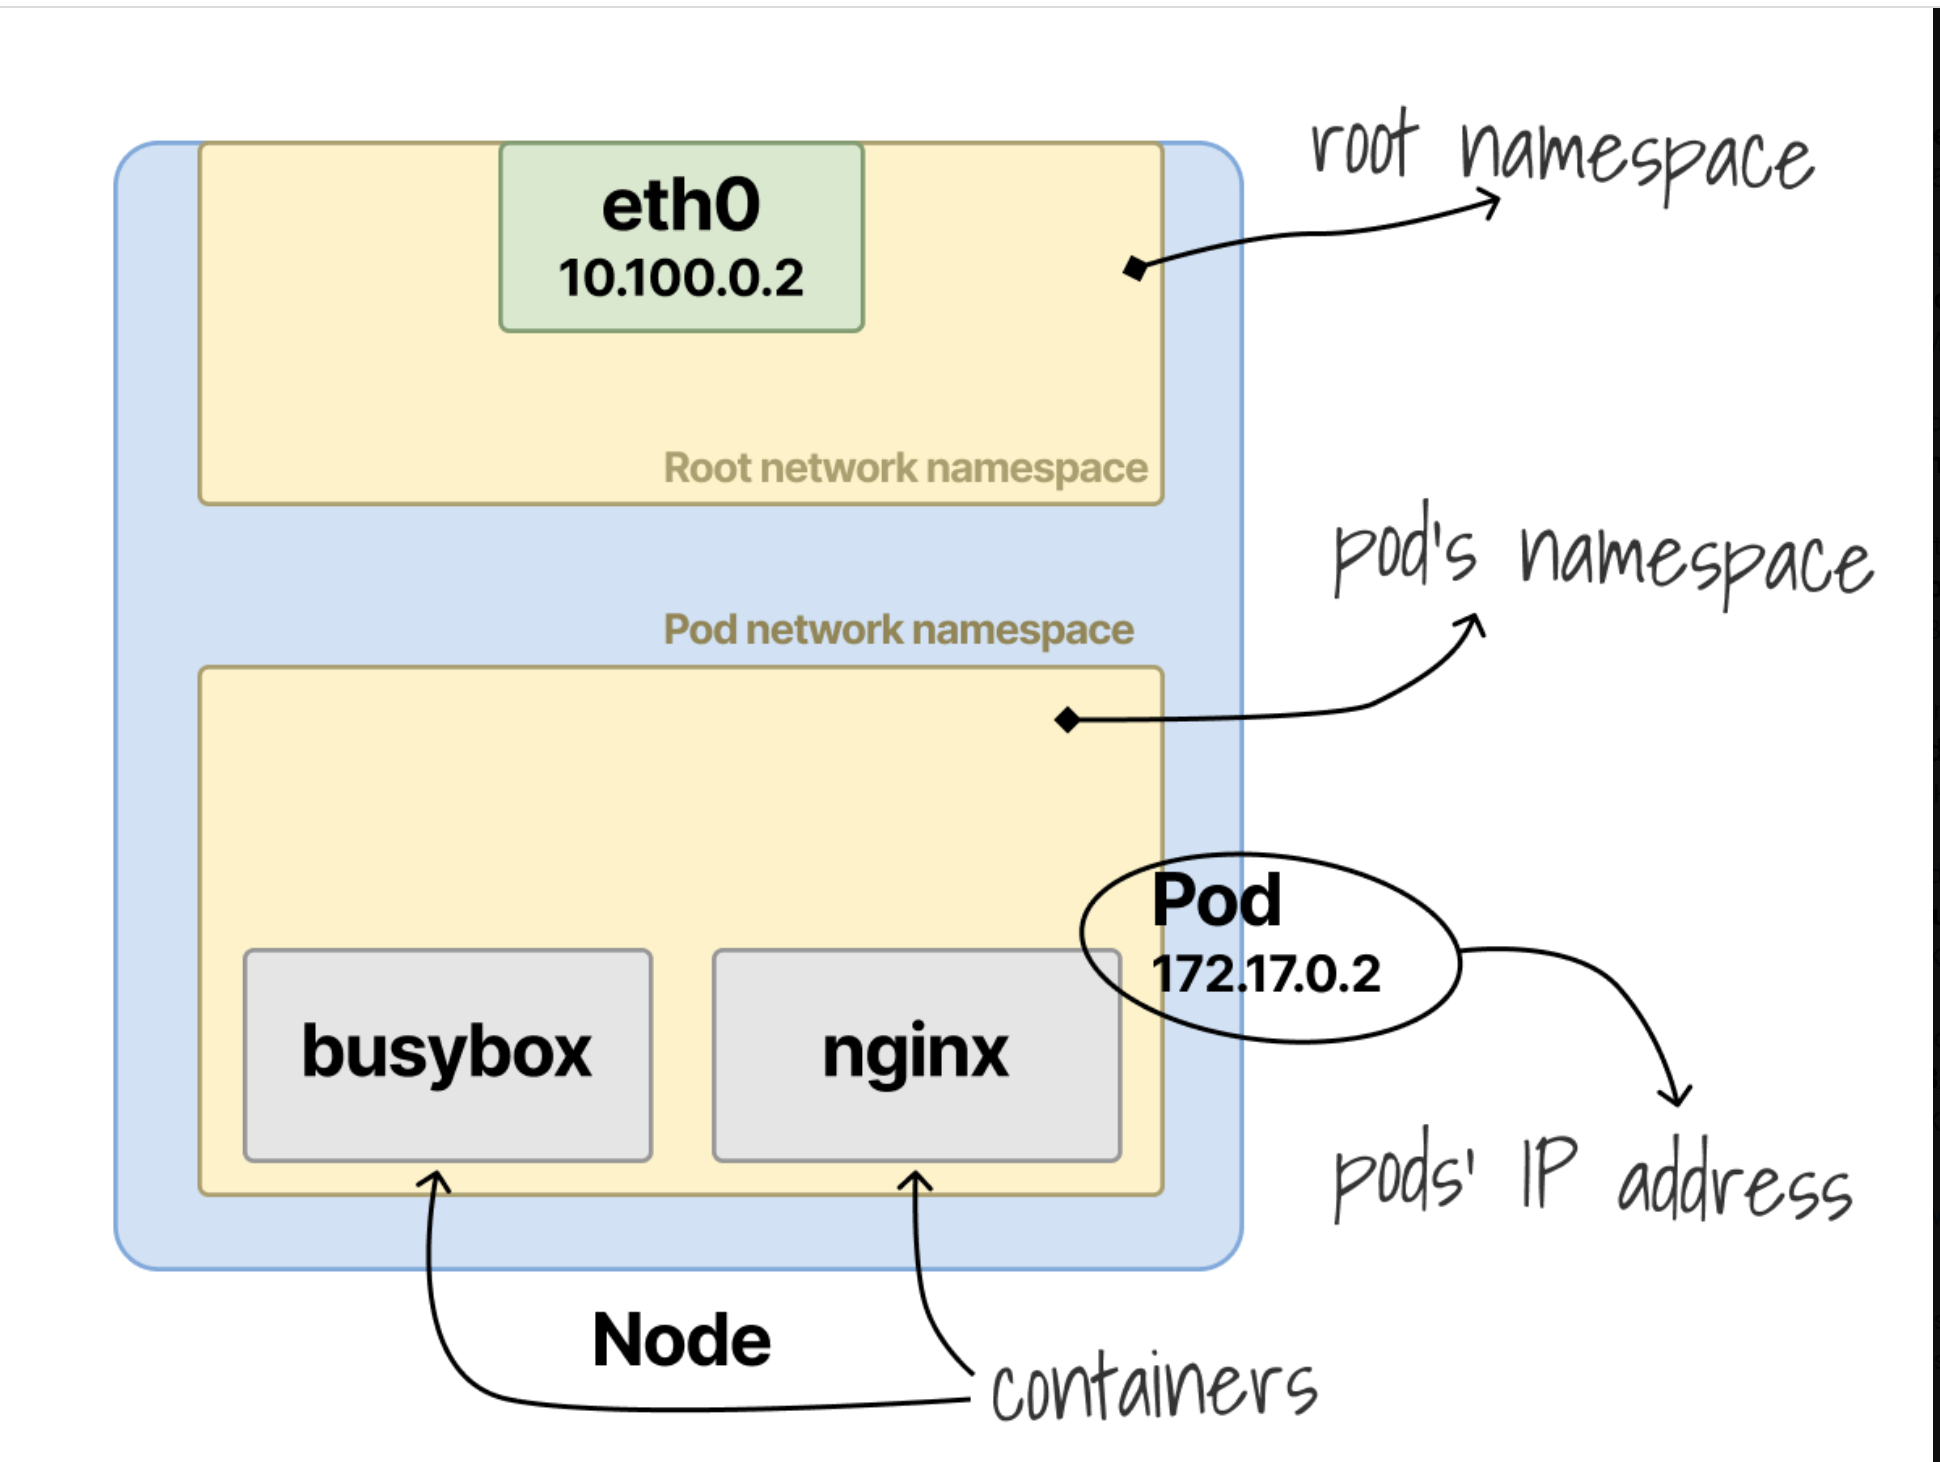 root namespace
eth0
10.100.0.2
Root network namespace
pod's namespace
Pod network namespace
Pod
172.17.0.2
busybox
nginx
pods' IP address
Node
containers